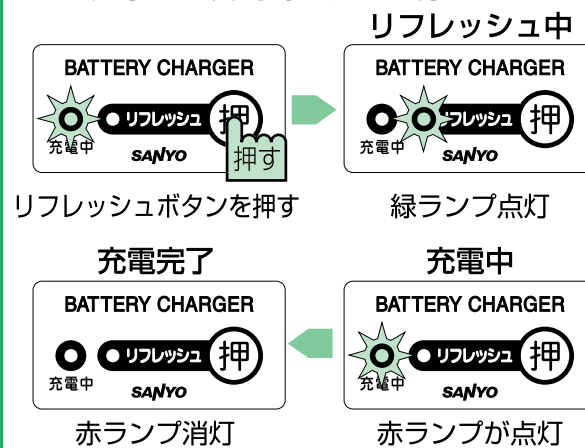 リフレッシュ中
BATTERY CHARGER
リフレッシュ
押
押す
充電中
SANYO
リフレッシュボタンを押す
BATTERY CHARGER
リフレッシュ
押
充電中
SANYO
緑ランプ点灯
充電完了
BATTERY CHARGER
リフレッシュ
押
充電中
SANYO
赤ランプ消灯
充電中
BATTERY CHARGER
リフレッシュ
押
充電中
SANYO
赤ランプが点灯